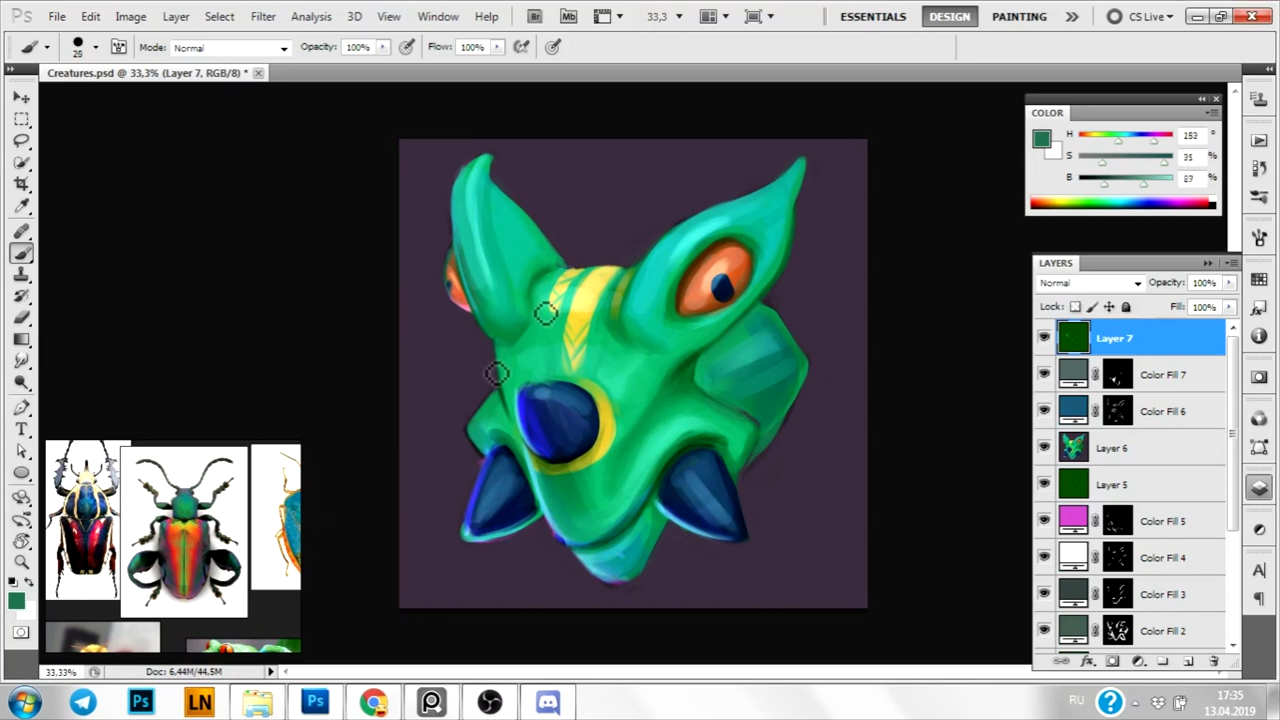 Ps File Edit Image Layer Select Filter Analysis 3D View Window Help Br Mb 33,3 ESSENTIALS DESIGN PAINTING CS Live
25 Mode: Normal Opacity: 100% Flow: 100%
Creatures.psd @ 33,3% (Layer 7, RGB/8) *
COLOR
H °
S %
B %
LAYERS
Normal Opacity: 100%
Lock: Fill: 100%
Layer 7
Color Fill 7
Color Fill 6
Layer 6
Layer 5
Color Fill 5
Color Fill 4
Color Fill 3
Color Fill 2
33,33% Doc: 6,44M/44,5M
Ps LN Ps RU 17:35
13.04.2019